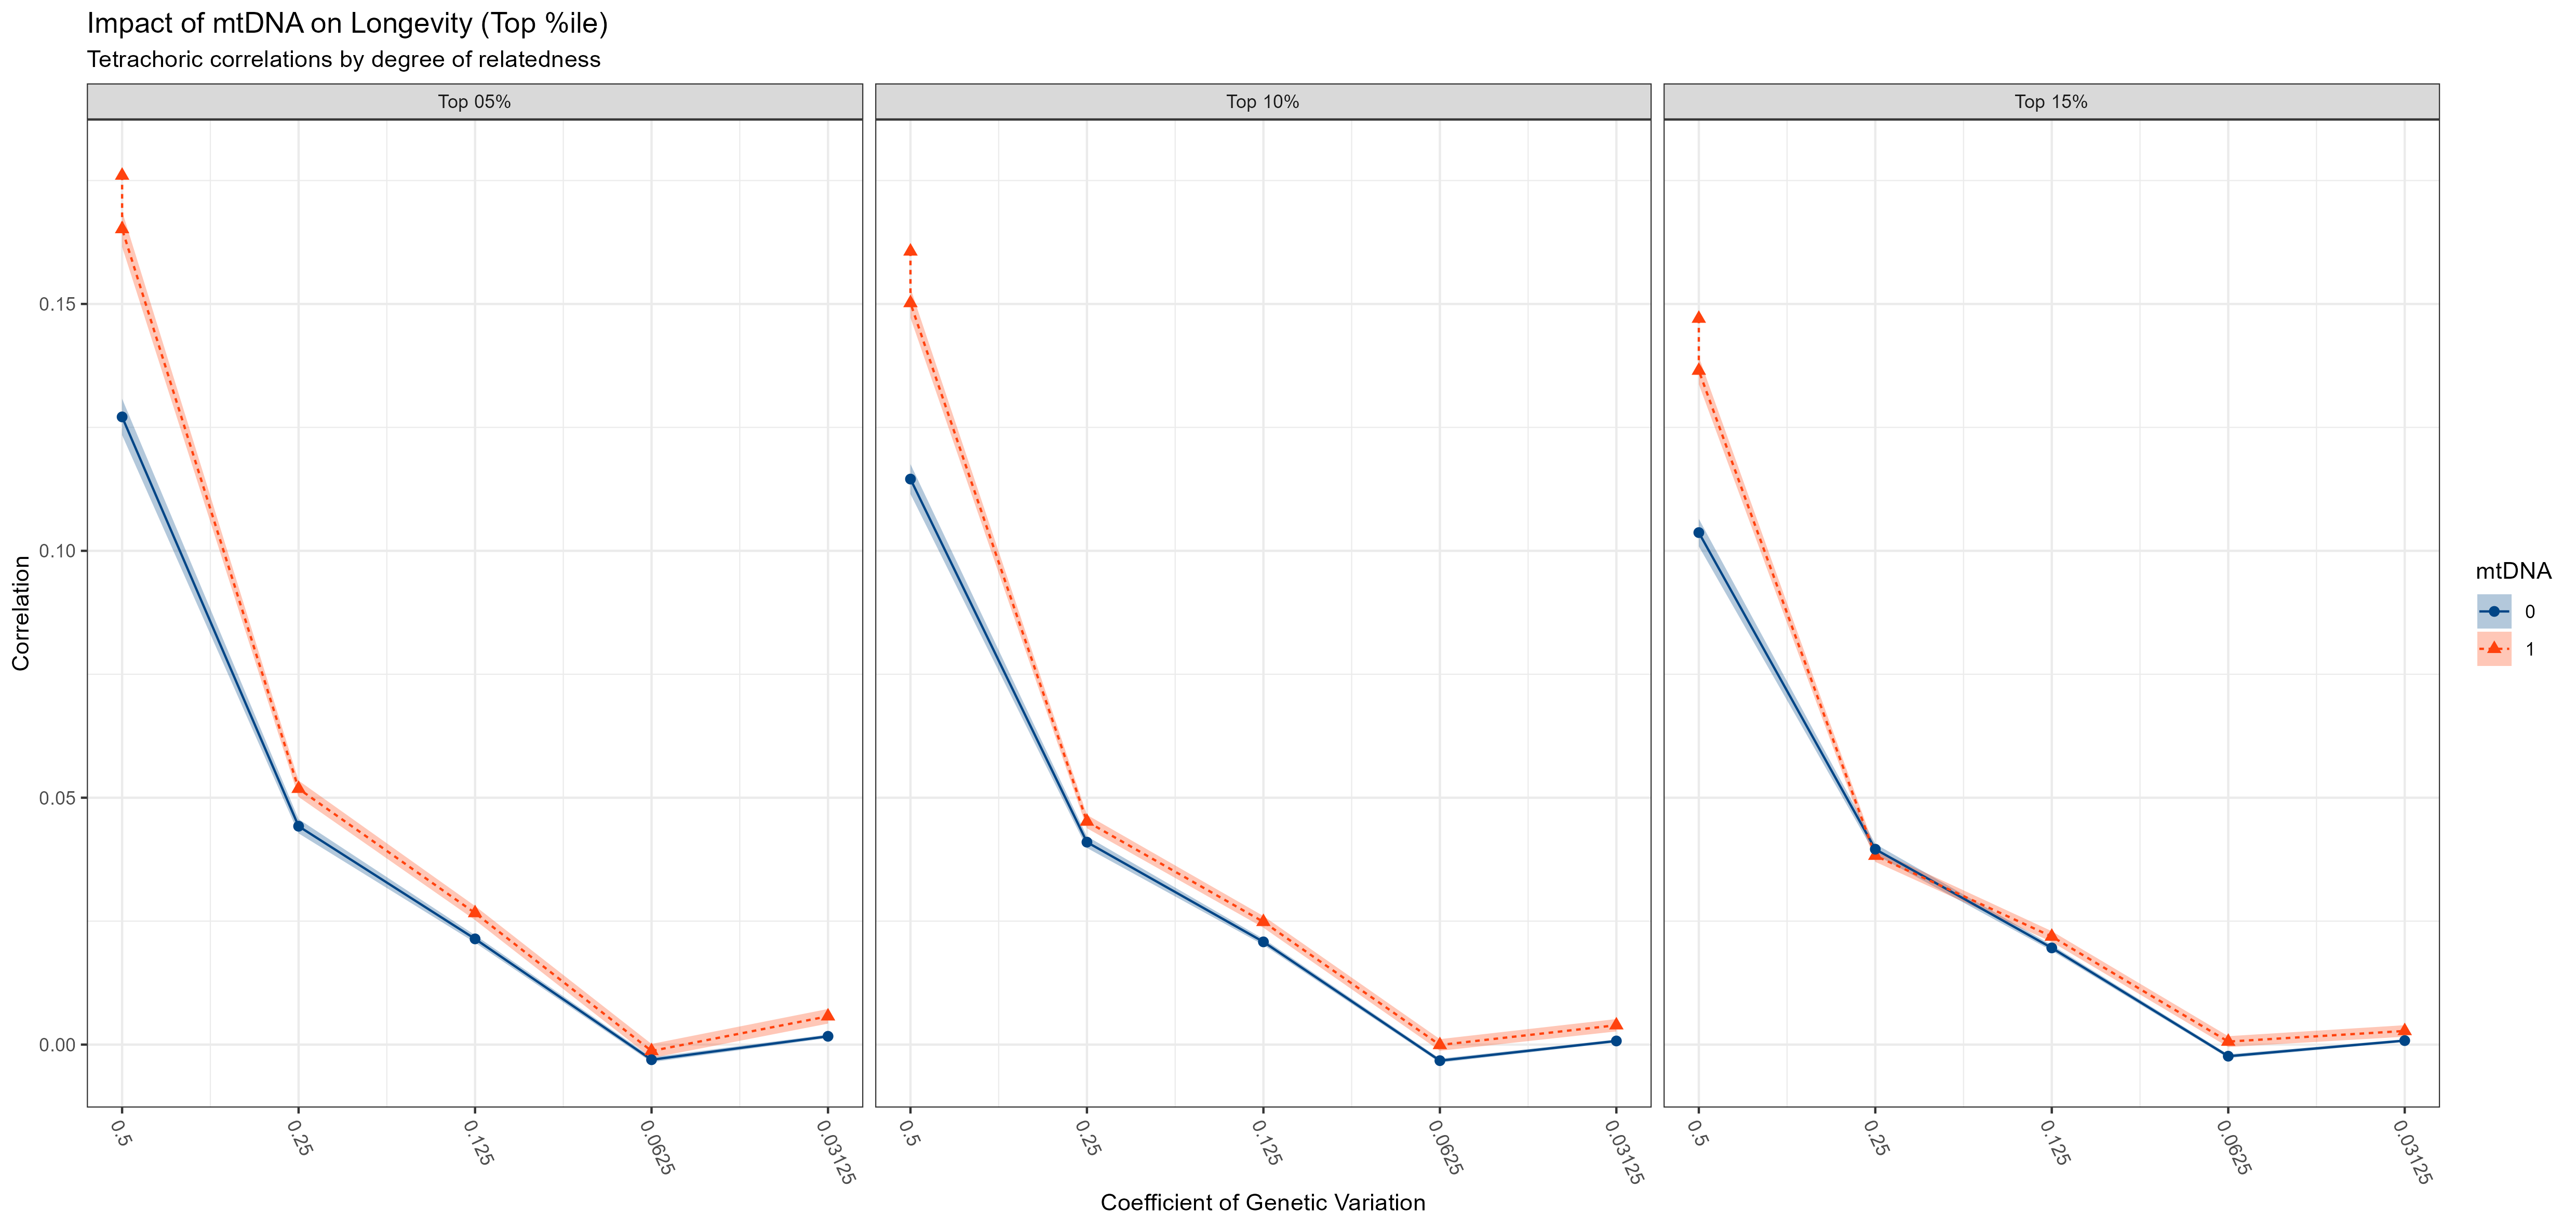 Impact of mtDNA on Longevity (Top %ile)
Tetrachoric correlations by degree of relatedness
Top 05%
Top 10%
Top 15%
Correlation
0.15
0.10
0.05
0.00
0.5
0.25
0.125
0.0625
0.03125
0.5
0.25
0.125
0.0625
0.03125
0.5
0.25
0.125
0.0625
0.03125
Coefficient of Genetic Variation
mtDNA
0
1